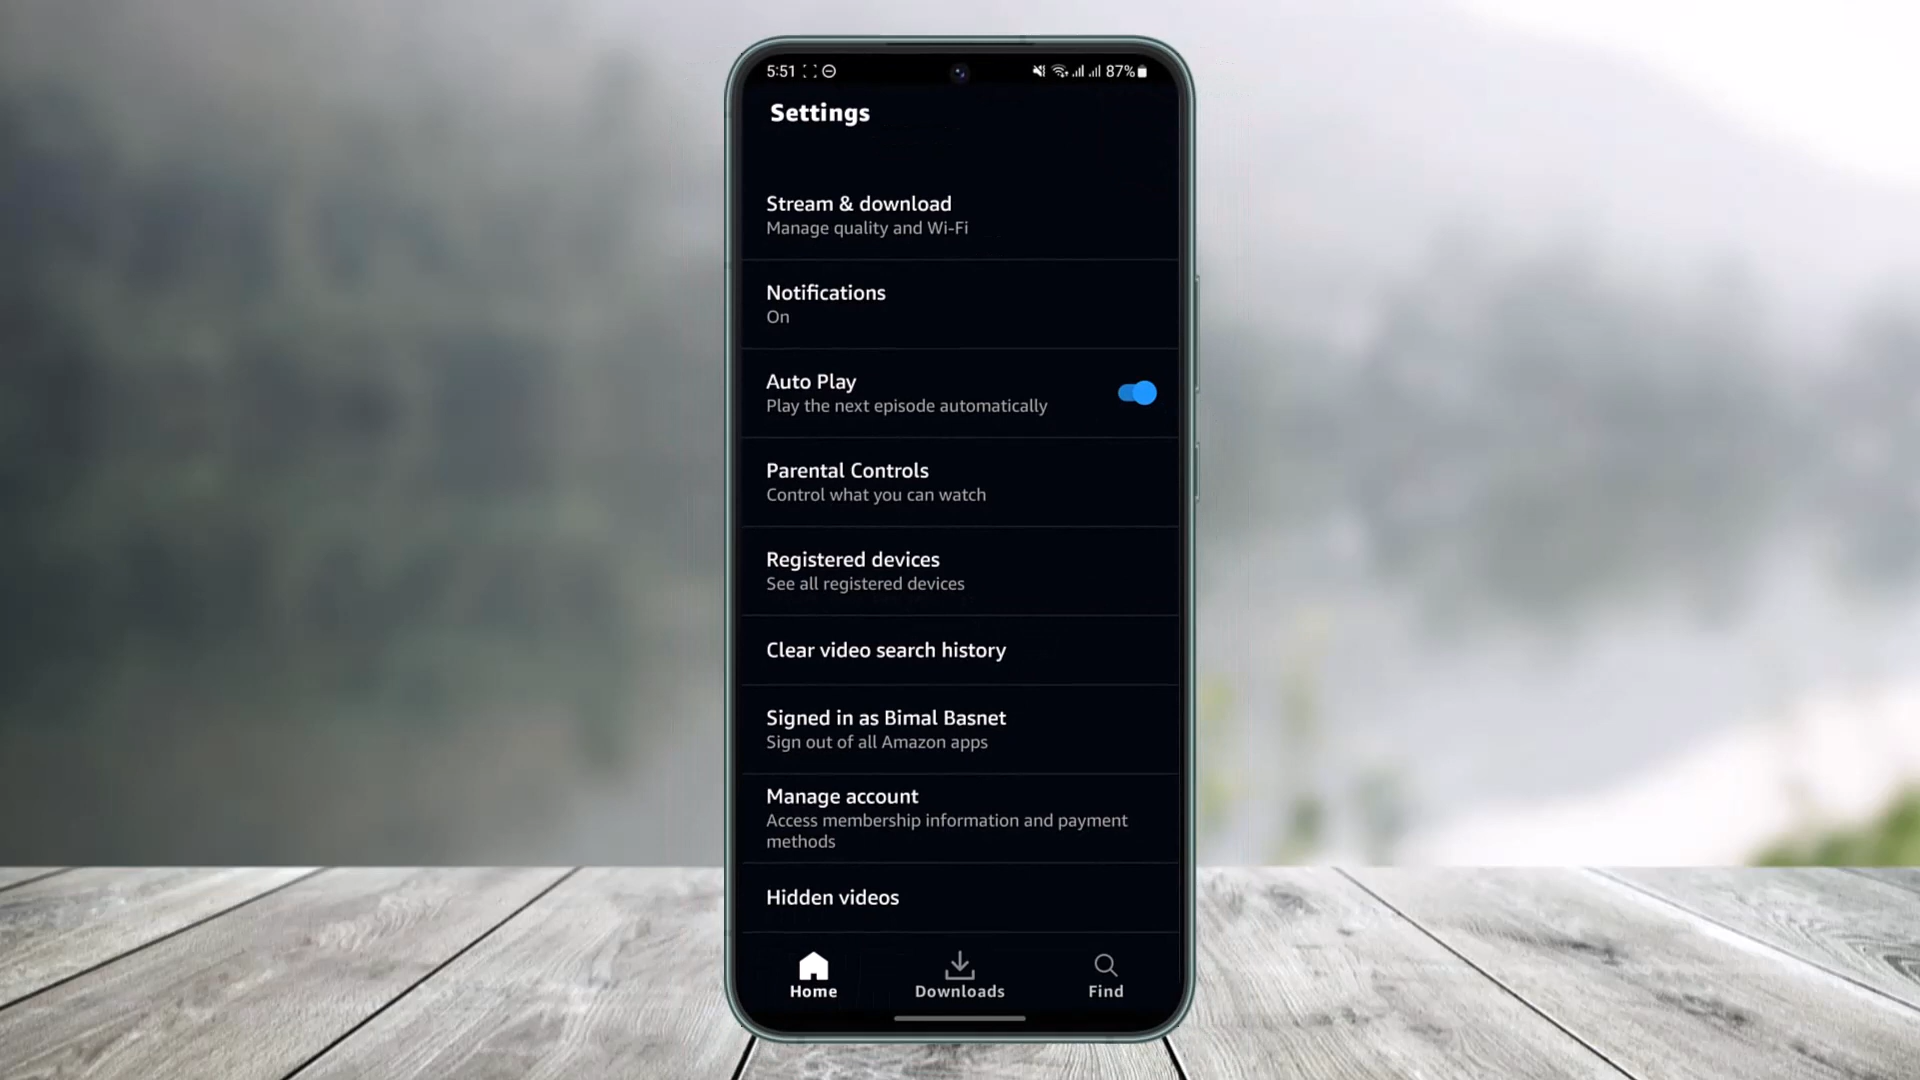 5:51
87%
Settings
Stream & download
Manage quality and Wi-Fi
Notifications
On
Auto Play
Play the next episode automatically
Parental Controls
Control what you can watch
Registered devices
See all registered devices
Clear video search history
Signed in as Bimal Basnet
Sign out of all Amazon apps
Manage account
Access membership information and payment
methods
Hidden videos
Home
Downloads
Find